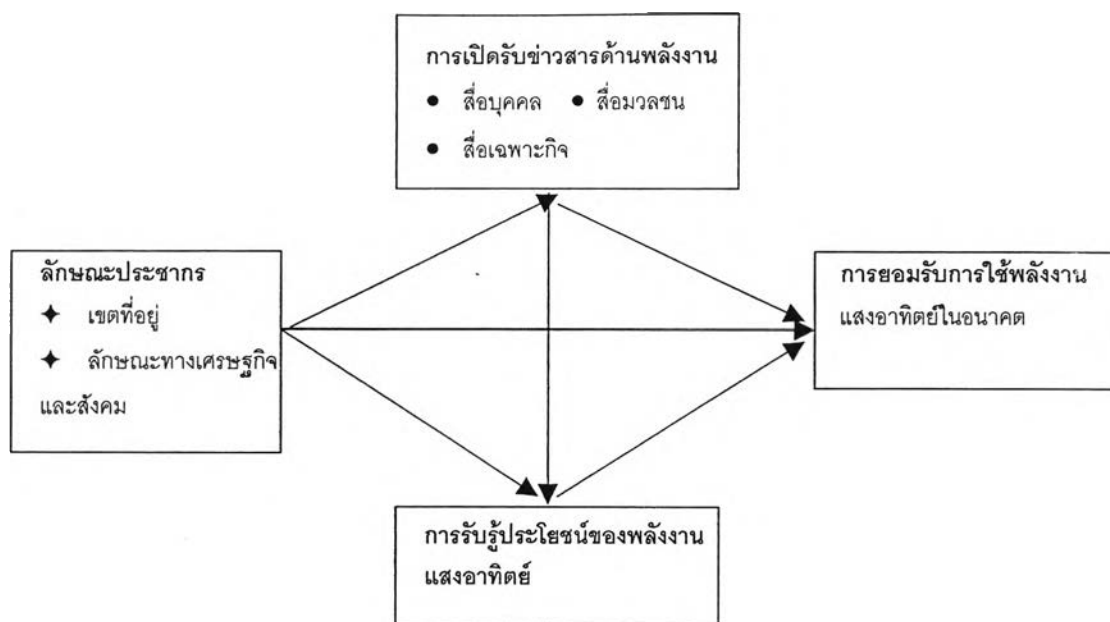 การเปิดรับข่าวสารด้านพลังงาน
● สื่อบุคคล ● สื่อมวลชน
● สื่อเฉพาะกิจ
ลักษณะประชากร
✦ เขตที่อยู่
✦ ลักษณะทางเศรษฐกิจ
และสังคม
การยอมรับการใช้พลังงาน
แสงอาทิตย์ในอนาคต
การรับรู้ประโยชน์ของพลังงาน
แสงอาทิตย์